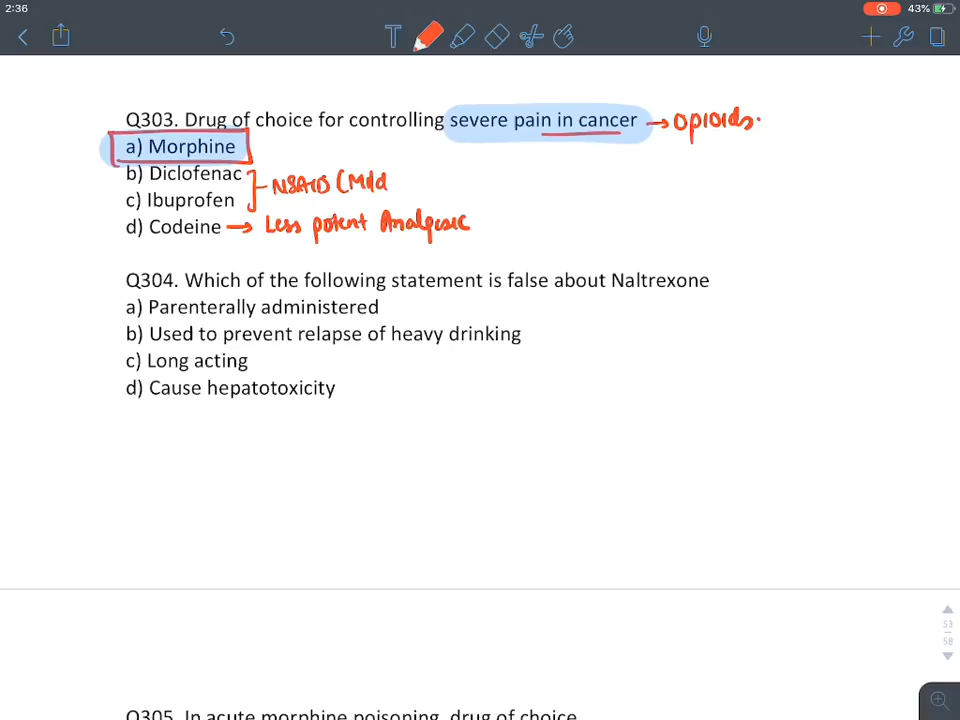 2:36
43%
T
Q303. Drug of choice for controlling severe pain in cancer → opioids.
a) Morphine
b) Diclofenac
NSAID (Mild
c) Ibuprofen
d) Codeine → Less potent Analgesic
Q304. Which of the following statement is false about Naltrexone
a) Parenterally administered
b) Used to prevent relapse of heavy drinking
c) Long acting
d) Cause hepatotoxicity
53
58
Q305. In acute morphine poisoning, drug of choice